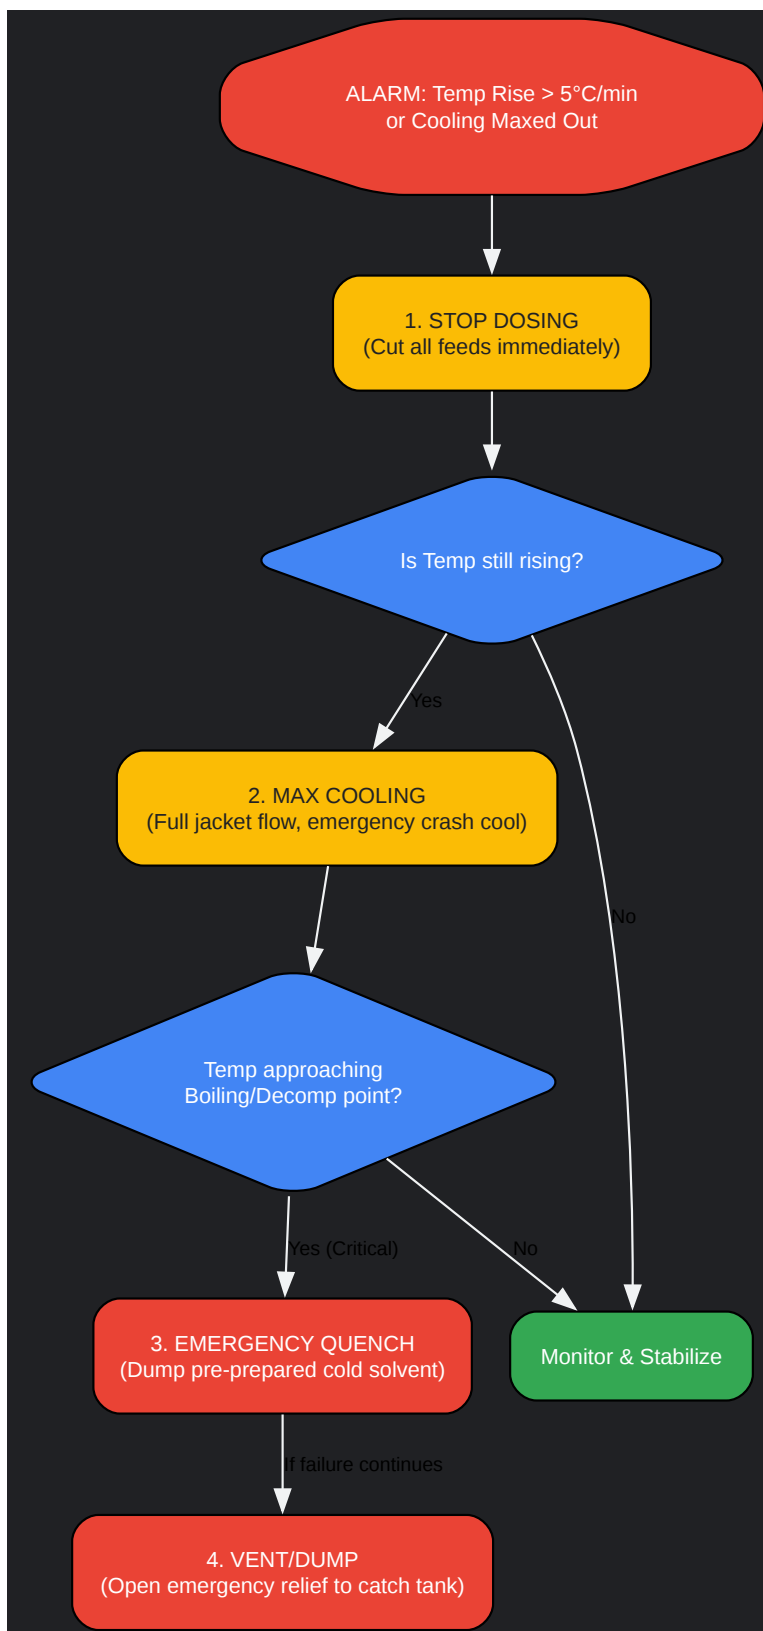 ALARM: Temp Rise > 5°C/min
or Cooling Maxed Out
1. STOP DOSING
(Cut all feeds immediately)
Is Temp still rising?
Yes
2. MAX COOLING
(Full jacket flow, emergency crash cool)
No
Temp approaching
Boiling/Decomp point?
Yes (Critical)
No
3. EMERGENCY QUENCH
(Dump pre-prepared cold solvent)
Monitor & Stabilize
If failure continues
4. VENT/DUMP
(Open emergency relief to catch tank)